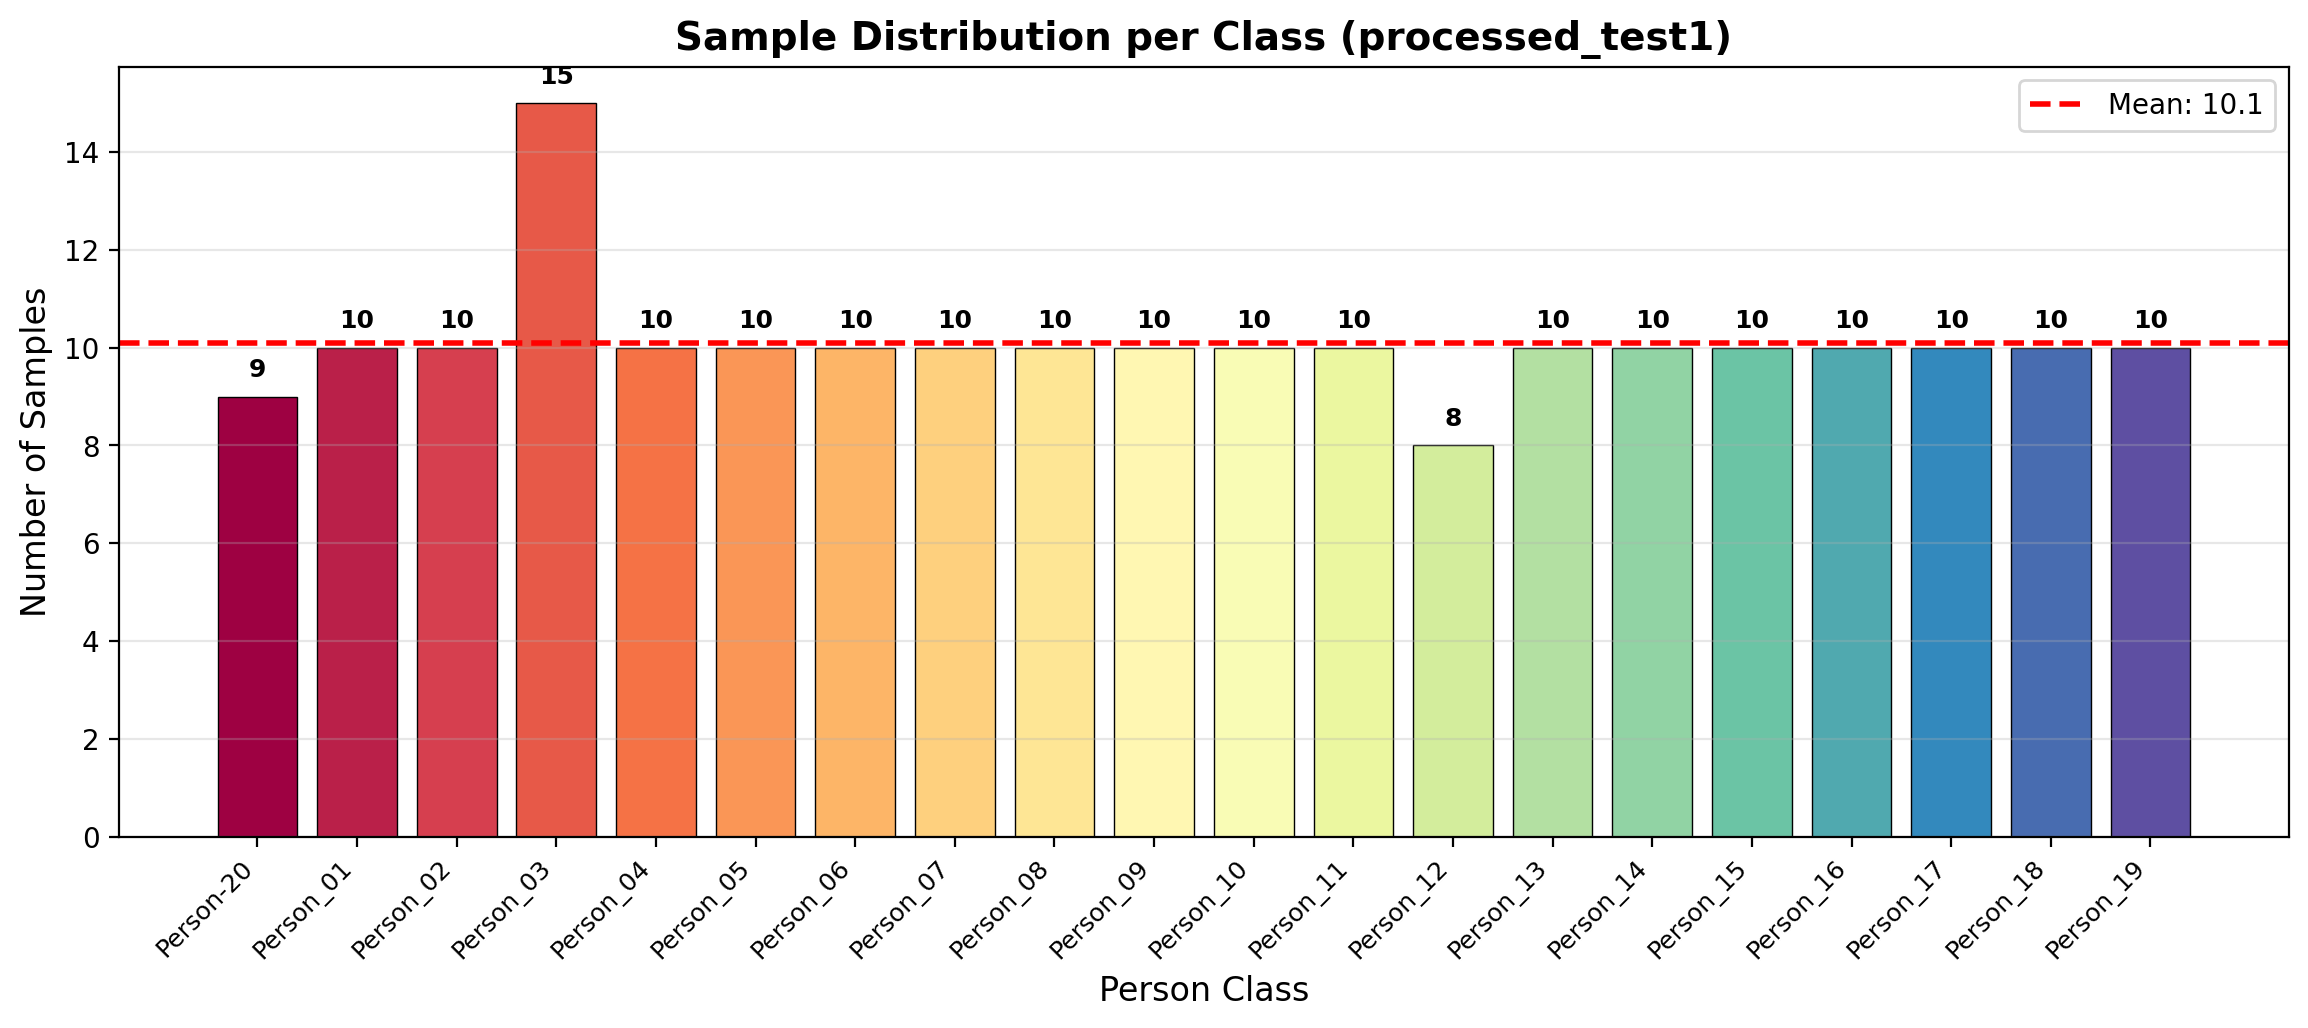 Sample Distribution per Class (processed_test1)
15
Mean: 10.1
14
12
10 10 10 10 10 10 10 10 10 10 10 10 10 10 10 10 10
10
9
8
8
6
4
2
0
Number of Samples
Person-20
Person_01
Person_02
Person_03
Person_04
Person_05
Person_06
Person_07
Person_08
Person_09
Person_10
Person_11
Person_12
Person_13
Person_14
Person_15
Person_16
Person_17
Person_18
Person_19
Person Class